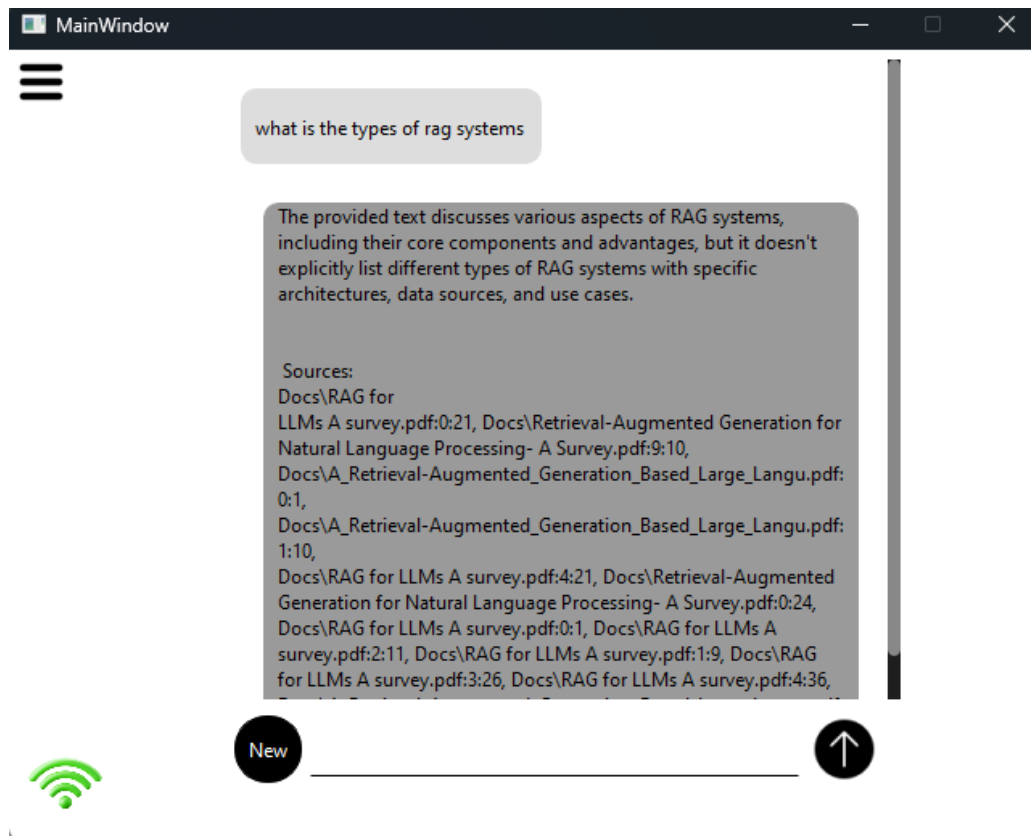 MainWindow
what is the types of rag systems
The provided text discusses various aspects of RAG systems,
including their core components and advantages, but it doesn't
explicitly list different types of RAG systems with specific
architectures, data sources, and use cases.
Sources:
Docs\RAG for
LLMs A survey.pdf:0:21, Docs\Retrieval-Augmented Generation for
Natural Language Processing- A Survey.pdf:9:10,
Docs\A_Retrieval-Augmented_Generation_Based_Large_Langu.pdf:
0:1,
Docs\A_Retrieval-Augmented_Generation_Based_Large_Langu.pdf:
1:10,
Docs\RAG for LLMs A survey.pdf:4:21, Docs\Retrieval-Augmented
Generation for Natural Language Processing- A Survey.pdf:0:24,
Docs\RAG for LLMs A survey.pdf:0:1, Docs\RAG for LLMs A
survey.pdf:2:11, Docs\RAG for LLMs A survey.pdf:1:9, Docs\RAG
for LLMs A survey.pdf:3:26, Docs\RAG for LLMs A survey.pdf:4:36,
New